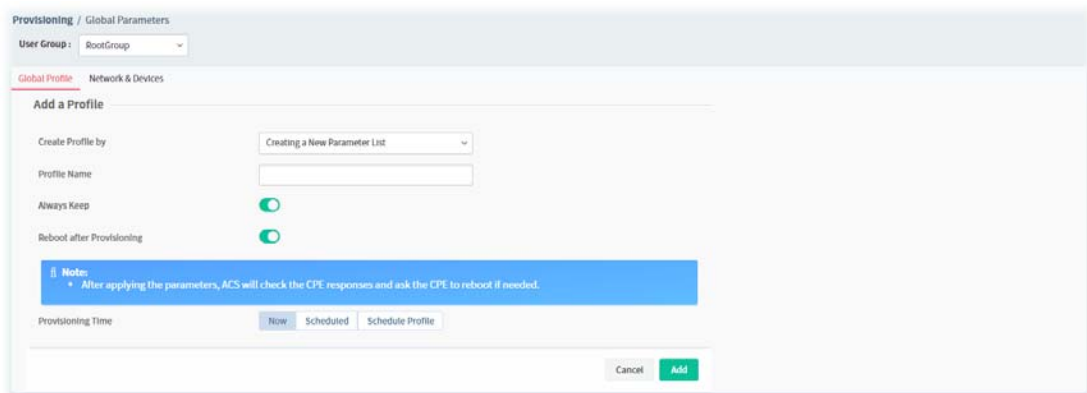 Provisioning / Global Parameters
User Group : RootGroup
Global Profile Network & Devices
Add a Profile
Create Profile by Creating a New Parameter List
Profile Name
Always Keep
Reboot after Provisioning
Note:
• After applying the parameters, ACS will check the CPE responses and ask the CPE to reboot if needed.
Provisioning Time Now Scheduled Schedule Profile
Cancel Add